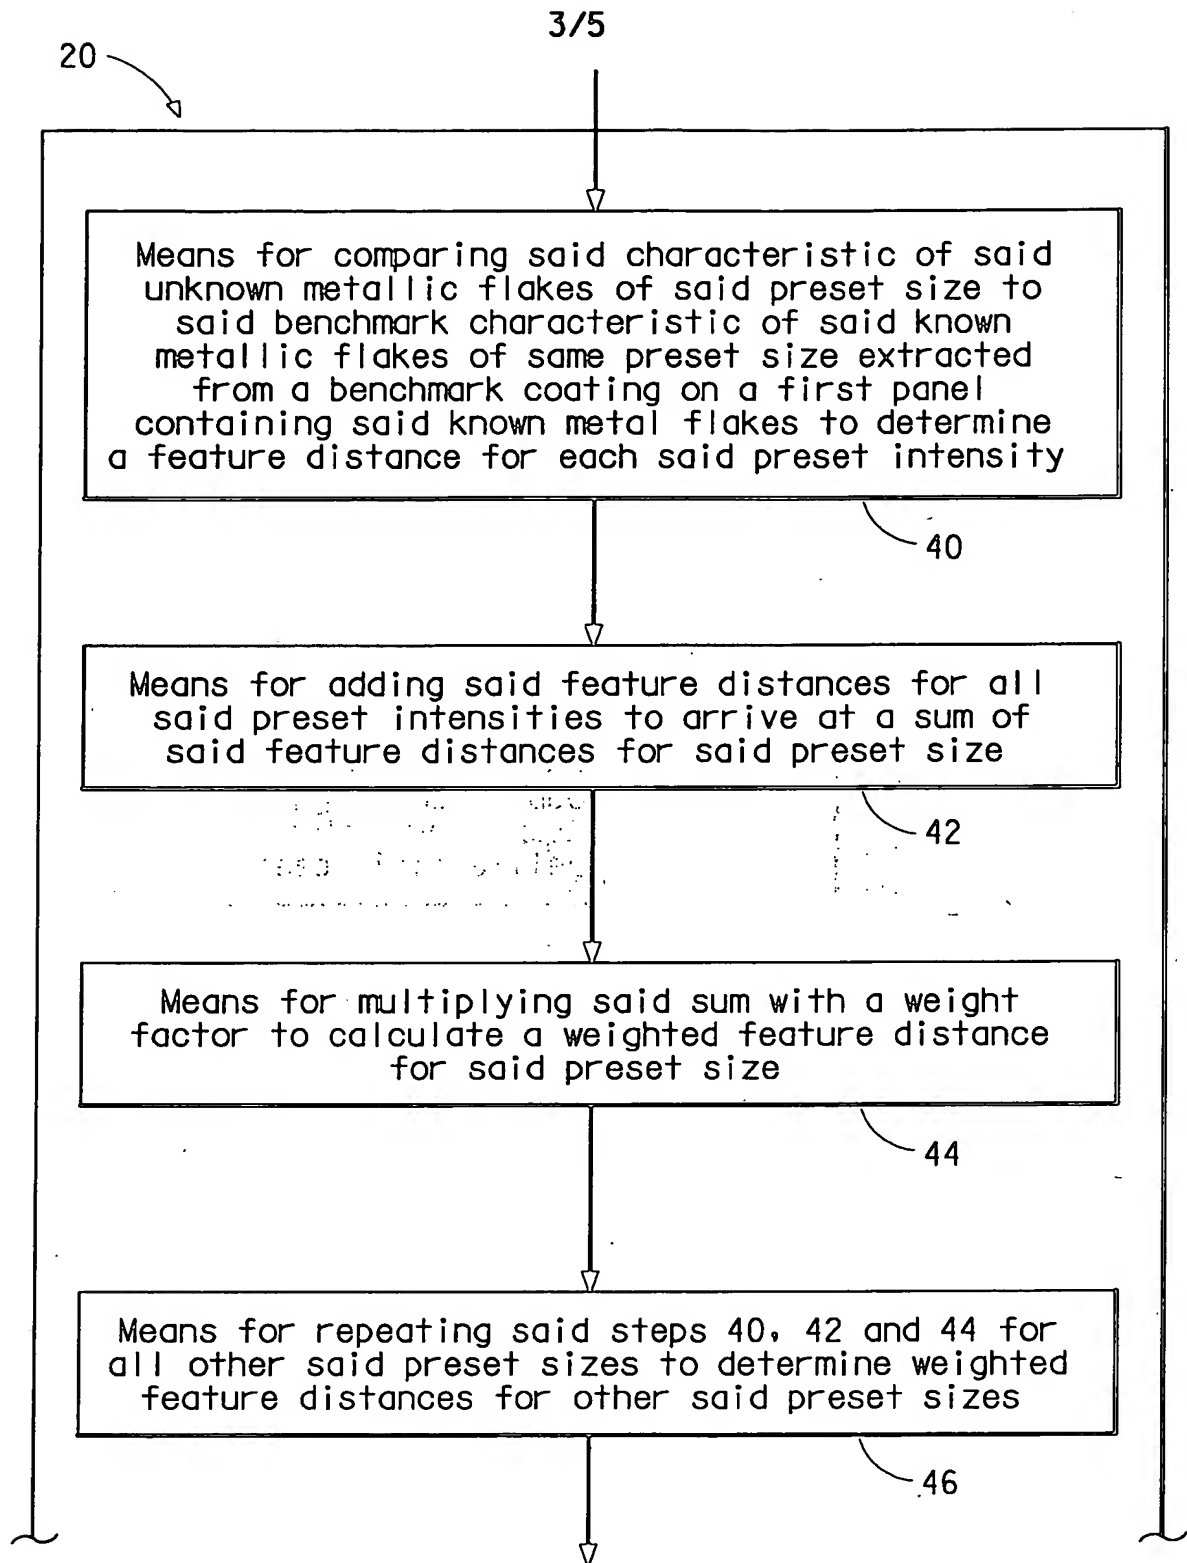 3/5
20
Means for comparing said characteristic of said
unknown metallic flakes of said preset size to
said benchmark characteristic of said known
metallic flakes of same preset size extracted
from a benchmark coating on a first panel
containing said known metal flakes to determine
a feature distance for each said preset intensity
40
Means for adding said feature distances for all
said preset intensities to arrive at a sum of
said feature distances for said preset size
42
Means for multiplying said sum with a weight
factor to calculate a weighted feature distance
for said preset size
44
Means for repeating said steps 40, 42 and 44 for
all other said preset sizes to determine weighted
feature distances for other said preset sizes
46